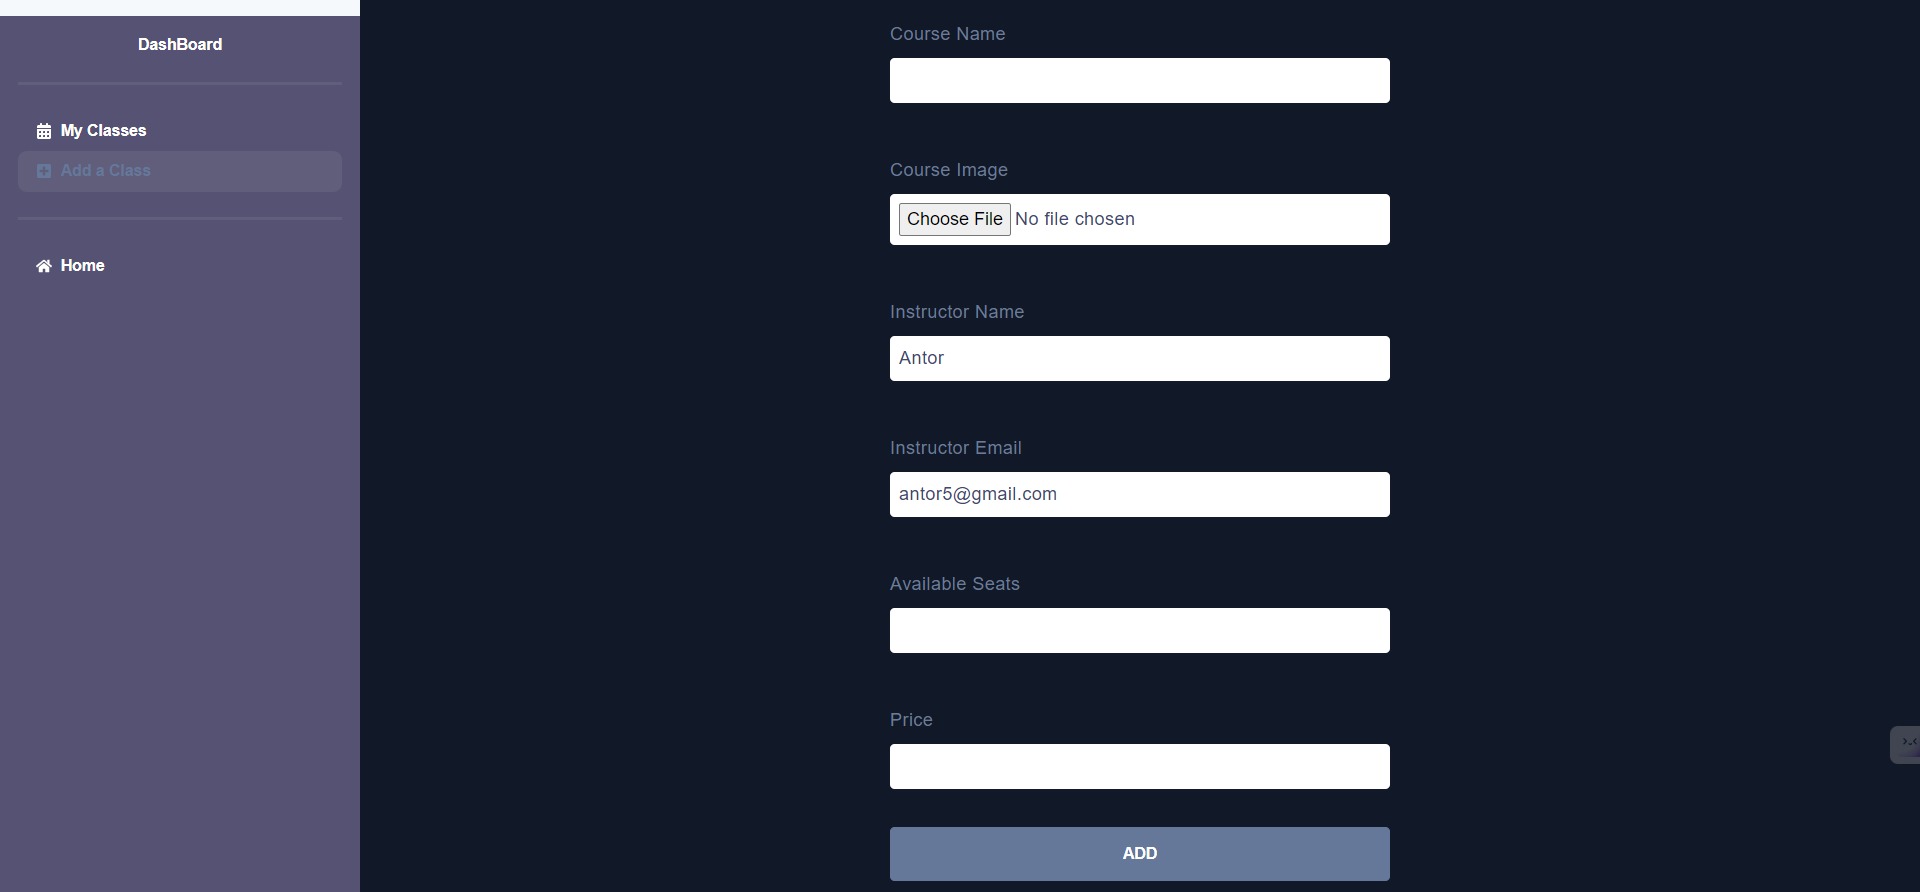 DashBoard
My Classes
Add a Class
Home
Course Name
Course Image
Choose File No file chosen
Instructor Name
Antor
Instructor Email
antor5@gmail.com
Available Seats
Price
ADD